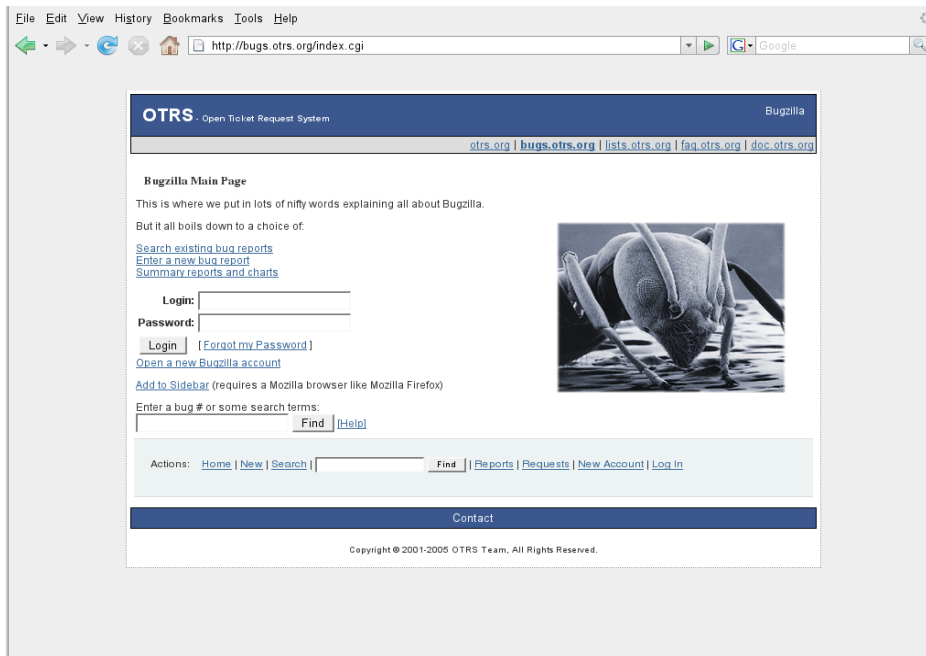 File Edit View History Bookmarks Tools Help
http://bugs.otrs.org/index.cgi
G Google
OTRS - Open Ticket Request System
Bugzilla
otrs.org | bugs.otrs.org | lists.otrs.org | faq.otrs.org | doc.otrs.org
Bugzilla Main Page
This is where we put in lots of nifty words explaining all about Bugzilla.
But it all boils down to a choice of:
Search existing bug reports
Enter a new bug report
Summary reports and charts
Login:
Password:
Login [ Forgot my Password ]
Open a new Bugzilla account
Add to Sidebar (requires a Mozilla browser like Mozilla Firefox)
Enter a bug # or some search terms:
Find [Help]
Actions: Home | New | Search | Find | Reports | Requests | New Account | Log In
Contact
Copyright © 2001-2005 OTRS Team, All Rights Reserved.